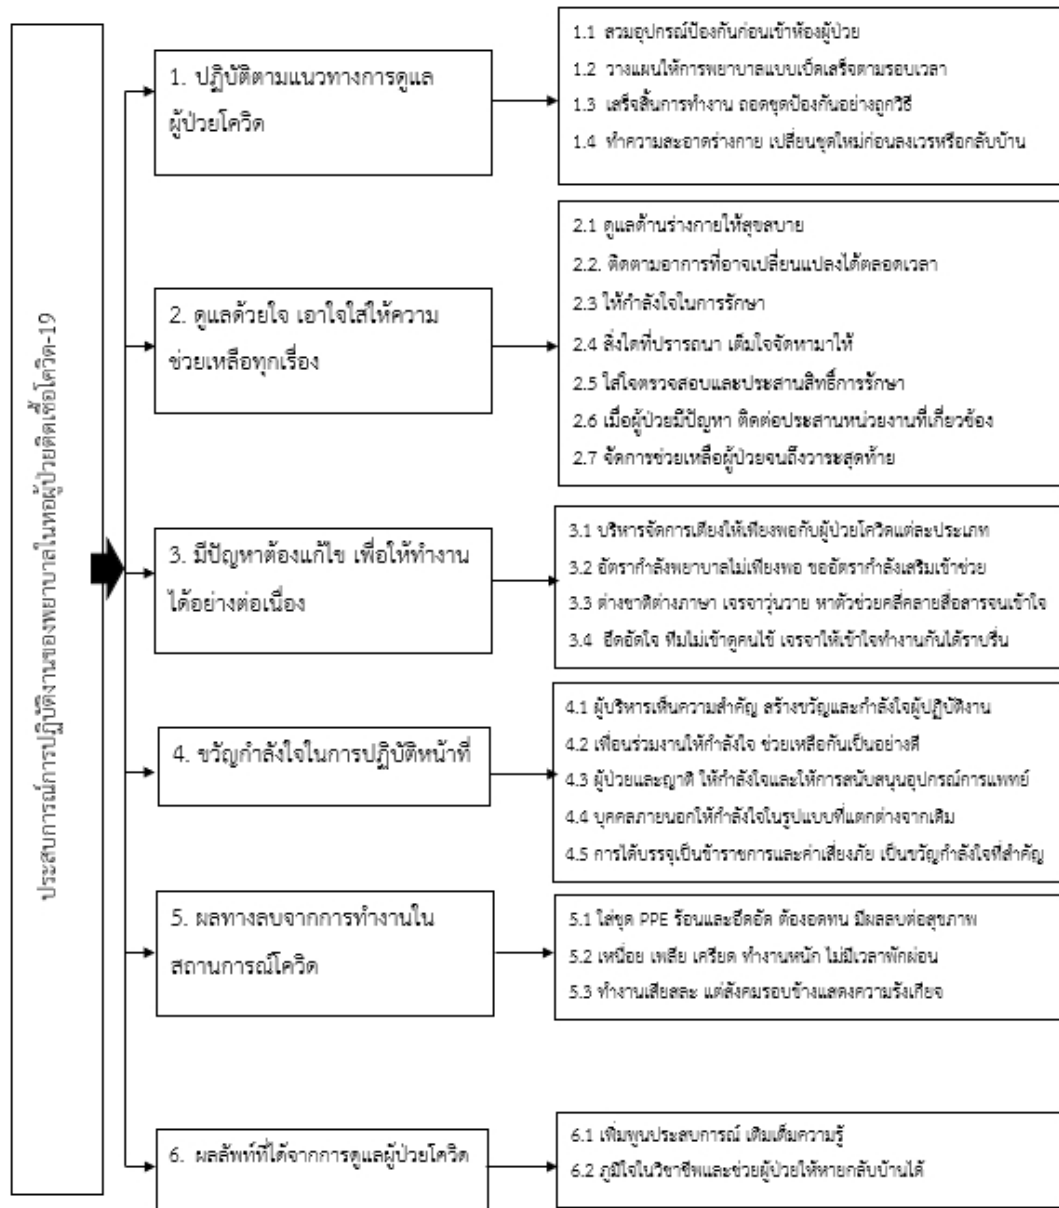 ประสบการณ์การปฏิบัติงานของพยาบาลในหอผู้ป่วยติดเชื้อโควิด-19
1. ปฏิบัติตามแนวทางการดูแล
ผู้ป่วยโควิด
1.1 สวมอุปกรณ์ป้องกันก่อนเข้าห้องผู้ป่วย
1.2 วางแผนให้การพยาบาลแบบเบ็ดเสร็จตามรอบเวลา
1.3 เสร็จสิ้นการทำงาน ถอดชุดป้องกันอย่างถูกวิธี
1.4 ทำความสะอาดร่างกาย เปลี่ยนชุดใหม่ก่อนลงเวรหรือกลับบ้าน
2. ดูแลด้วยใจ เอาใจใส่ให้ความ
ช่วยเหลือทุกเรื่อง
2.1 ดูแลด้านร่างกายให้สุขสบาย
2.2. ติดตามอาการที่อาจเปลี่ยนแปลงได้ตลอดเวลา
2.3 ให้กำลังใจในการรักษา
2.4 สิ่งใดที่ปรารถนา เต็มใจจัดหามาให้
2.5 ใส่ใจตรวจสอบและประสานสิทธิ์การรักษา
2.6 เมื่อผู้ป่วยมีปัญหา ติดต่อประสานหน่วยงานที่เกี่ยวข้อง
2.7 จัดการช่วยเหลือผู้ป่วยจนถึงวาระสุดท้าย
3. มีปัญหาต้องแก้ไข เพื่อให้ทำงาน
ได้อย่างต่อเนื่อง
3.1 บริหารจัดการเตียงให้เพียงพอกับผู้ป่วยโควิดแต่ละประเภท
3.2 อัตรากำลังพยาบาลไม่เพียงพอ ขออัตรากำลังเสริมเข้าช่วย
3.3 ต่างชาติต่างภาษา เจรจาวุ่นวาย หาตัวช่วยคลี่คลายสื่อสารจนเข้าใจ
3.4 อึดอัดใจ ทีมไม่เข้าดูคนไข้ เจรจาให้เข้าใจทำงานกันได้ราบรื่น
4. ขวัญกำลังใจในการปฏิบัติหน้าที่
4.1 ผู้บริหารเห็นความสำคัญ สร้างขวัญและกำลังใจผู้ปฏิบัติงาน
4.2 เพื่อนร่วมงานให้กำลังใจ ช่วยเหลือกันเป็นอย่างดี
4.3 ผู้ป่วยและญาติ ให้กำลังใจและให้การสนับสนุนอุปกรณ์การแพทย์
4.4 บุคคลภายนอกให้กำลังใจในรูปแบบที่แตกต่างจากเดิม
4.5 การได้บรรจุเป็นข้าราชการและค่าเสี่ยงภัย เป็นขวัญกำลังใจที่สำคัญ
5. ผลทางลบจากการทำงานใน
สถานการณ์โควิด
5.1 ใส่ชุด PPE ร้อนและอึดอัด ต้องอดทน มีผลลบต่อสุขภาพ
5.2 เหนื่อย เพลีย เครียด ทำงานหนัก ไม่มีเวลาพักผ่อน
5.3 ทำงานเสียสละ แต่สังคมรอบข้างแสดงความรังเกียจ
6. ผลลัพท์ที่ได้จากการดูแลผู้ป่วยโควิด
6.1 เพิ่มพูนประสบการณ์ เติมเต็มความรู้
6.2 ภูมิใจในวิชาชีพและช่วยผู้ป่วยให้หายกลับบ้านได้